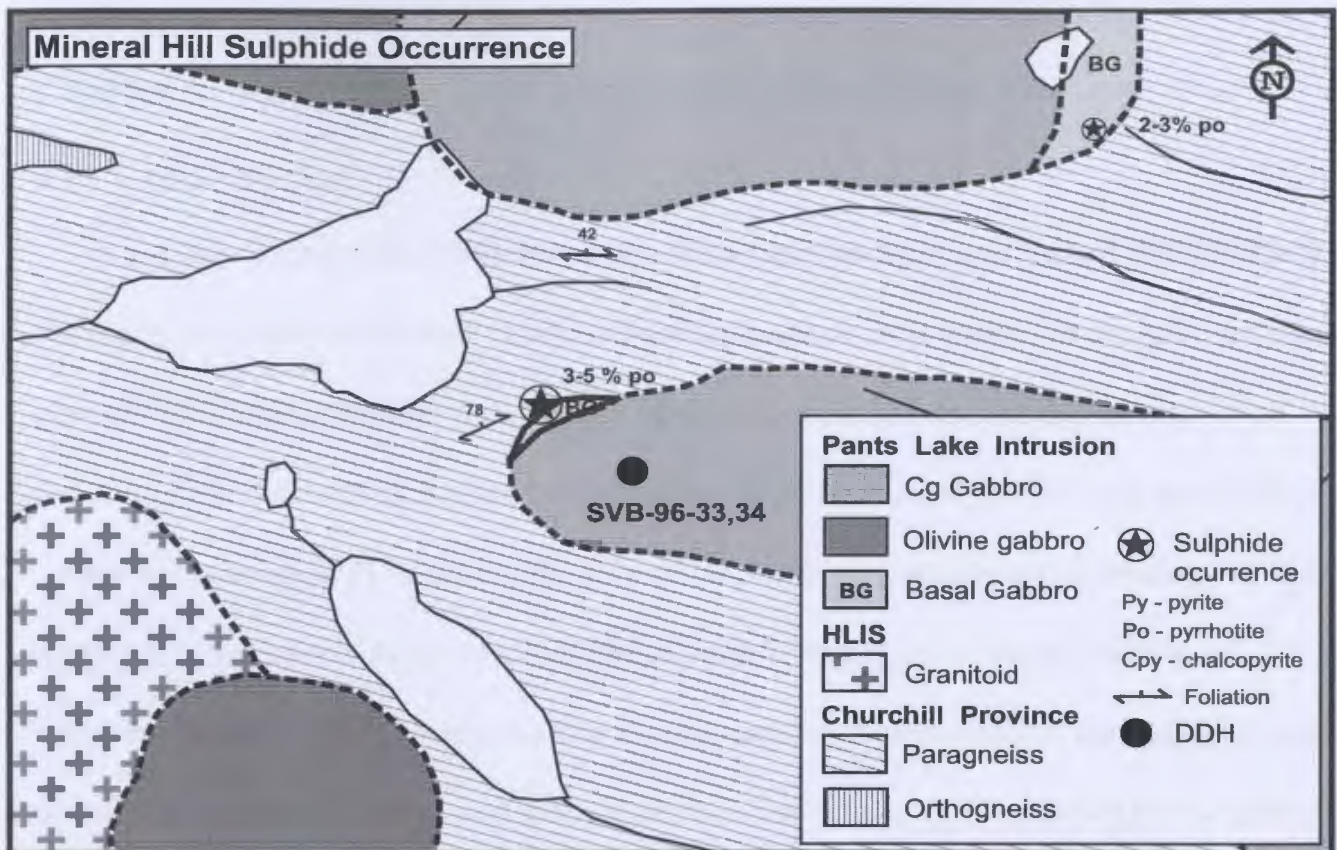 Mineral Hill Sulphide Occurrence
BG
N
2-3% po
42
3-5 % po
78
BG
SVB-96-33,34
Pants Lake Intrusion
Cg Gabbro
Olivine gabbro
BG Basal Gabbro
HLIS
Granitoid
Churchill Province
Paragneiss
Orthogneiss
Sulphide
ocurrence
Py - pyrite
Po - pyrrhotite
Cpy - chalcopyrite
Foliation
DDH